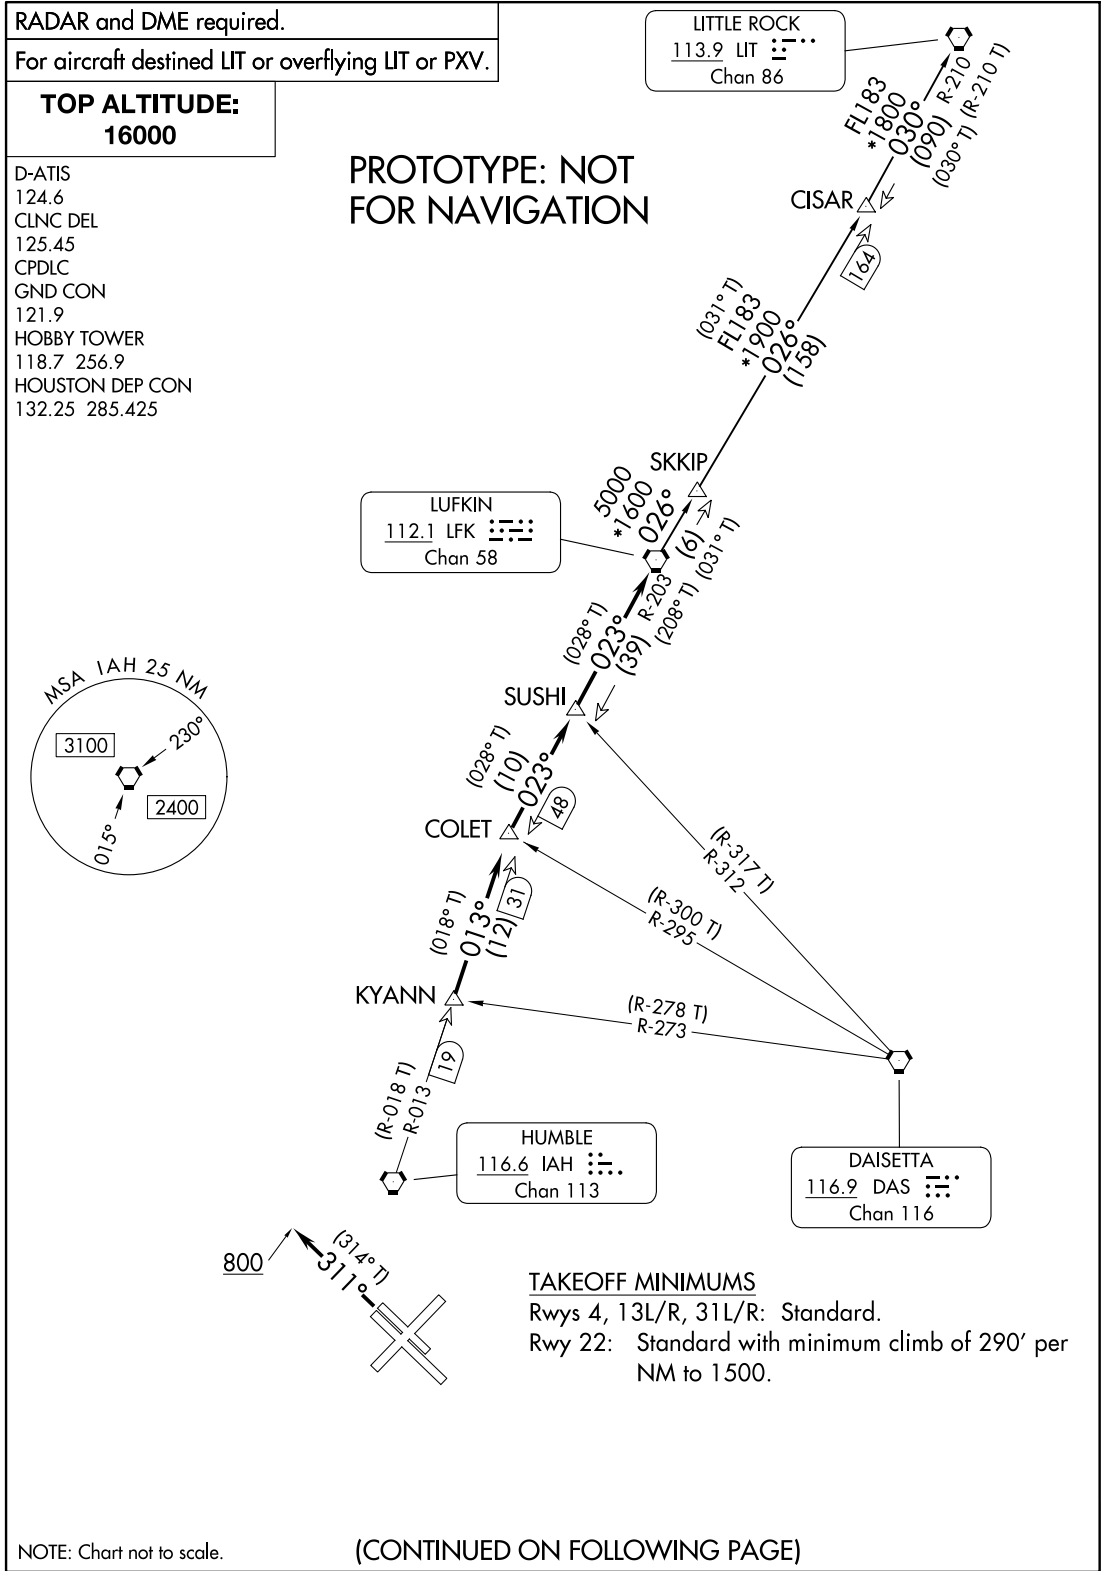 RADAR and DME required.
For aircraft destined LIT or overflying LIT or PXV.
TOP ALTITUDE:
16000
D-ATIS
124.6
CLNC DEL
125.45
CPDLC
GND CON
121.9
HOBBY TOWER
118.7 256.9
HOUSTON DEP CON
132.25 285.425
PROTOTYPE: NOT
FOR NAVIGATION
LITTLE ROCK
113.9 LIT
Chan 86
FL183
*1800
030°
(090)
(030° T)
R-210
(R-210 T)
CISAR
164
(031° T)
FL183
*1900
026°
(158)
SKKIP
5000
*1600
026°
(6)
(031° T)
LUFKIN
112.1 LFK
Chan 58
R-203
(208° T)
(028° T)
023°
(39)
SUSHI
(028° T)
(10)
023°
48
COLET
31
(018° T)
013°
(12)
KYANN
19
(R-018 T)
R-013
MSA IAH 25 NM
3100
230°
2400
015°
(R-317 T)
R-312
(R-300 T)
R-295
(R-278 T)
R-273
HUMBLE
116.6 IAH
Chan 113
DAISETTA
116.9 DAS
Chan 116
800
(314° T)
311°
TAKEOFF MINIMUMS
Rwys 4, 13L/R, 31L/R: Standard.
Rwy 22: Standard with minimum climb of 290' per
NM to 1500.
NOTE: Chart not to scale.
(CONTINUED ON FOLLOWING PAGE)